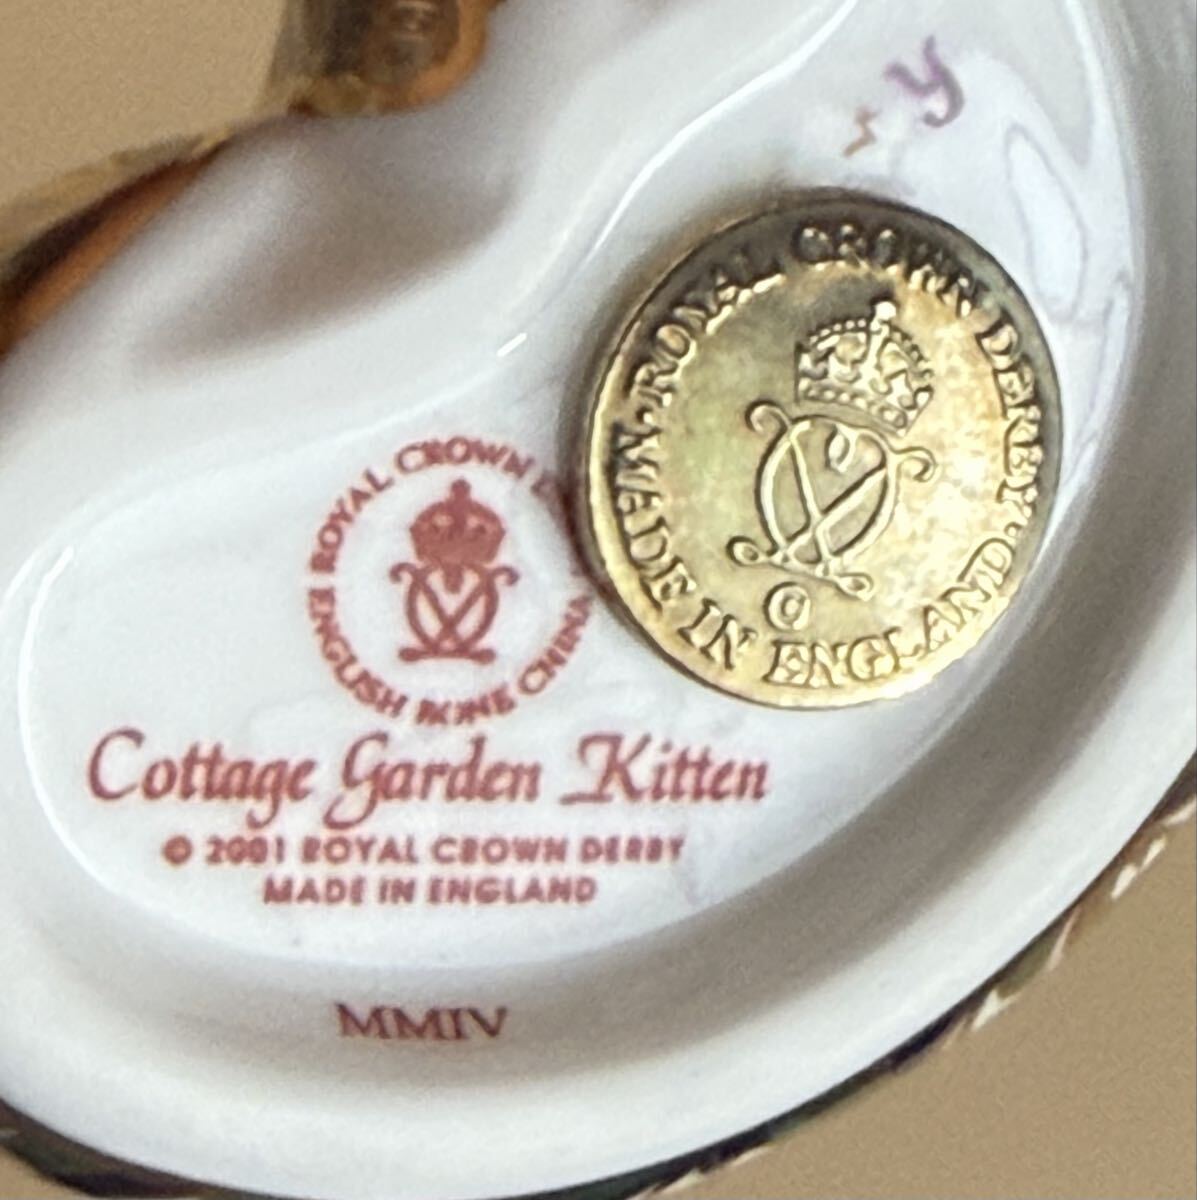 y
ROYAL CROWN DERBY
MADE IN ENGLAND
©
ROYAL CROWN
ENGLISH BONE CHINA
Cottage Garden Kitten
© 2001 ROYAL CROWN DERBY
MADE IN ENGLAND
MMIV